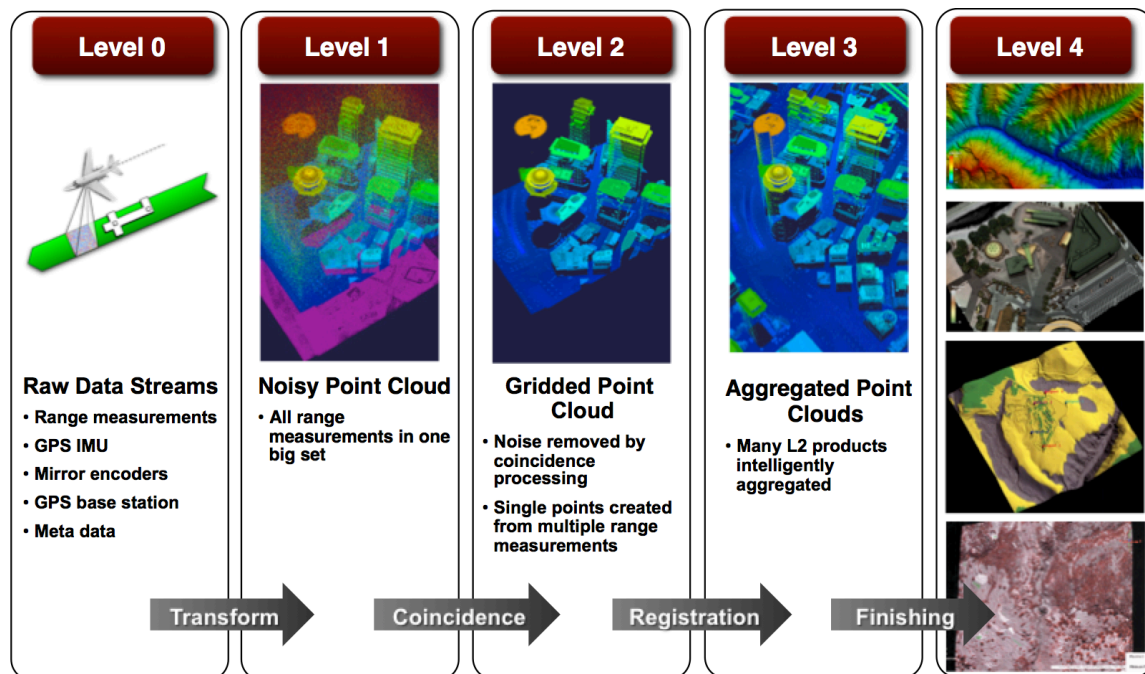 Level 0
Raw Data Streams
• Range measurements
• GPS IMU
• Mirror encoders
• GPS base station
• Meta data
Level 1
Noisy Point Cloud
• All range
measurements in one
big set
Level 2
Gridded Point
Cloud
• Noise removed by
coincidence
processing
• Single points created
from multiple range
measurements
Level 3
Aggregated Point
Clouds
• Many L2 products
intelligently
aggregated
Level 4
Transform
Coincidence
Registration
Finishing